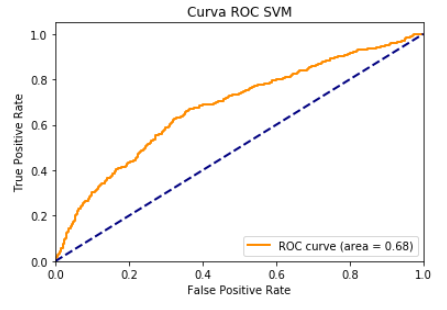 Curva ROC SVM
True Positive Rate
1.0
0.8
0.6
0.4
0.2
0.0
ROC curve (area = 0.68)
0.0 0.2 0.4 0.6 0.8 1.0
False Positive Rate